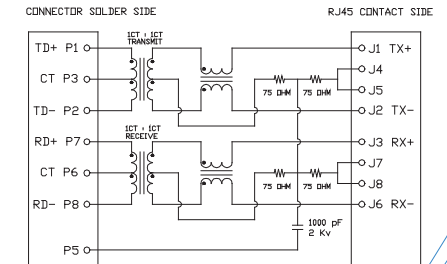 CONNECTOR SOLDER SIDE
RJ45 CONTACT SIDE
1CT : 1CT
TRANSMIT
TD+ P1
J1 TX+
CT P3
J4
J5
75 OHM 75 OHM
TD- P2
J2 TX-
1CT : 1CT
RECEIVE
RD+ P7
J3 RX+
CT P6
J7
J8
75 OHM 75 OHM
RD- P8
J6 RX-
1000 pF
2 Kv
P5